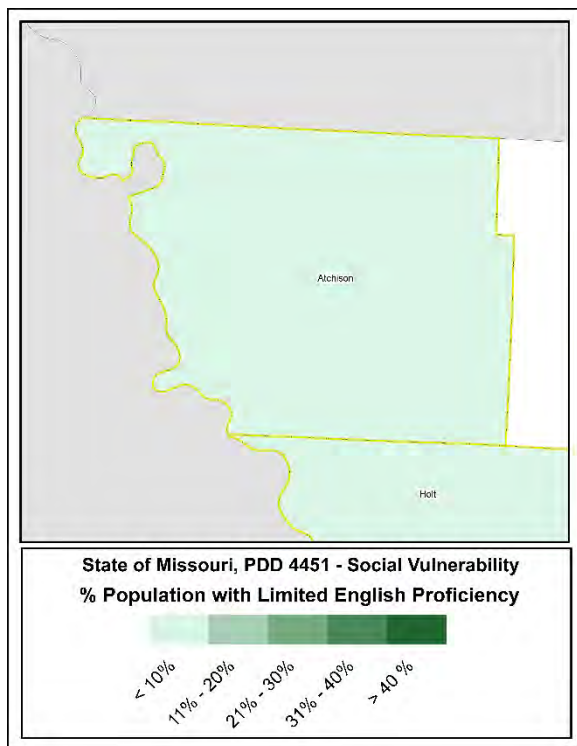 Atchison
Holt
State of Missouri, PDD 4451 - Social Vulnerability
% Population with Limited English Proficiency
< 10%
11% - 20%
21% - 30%
31% - 40%
> 40 %